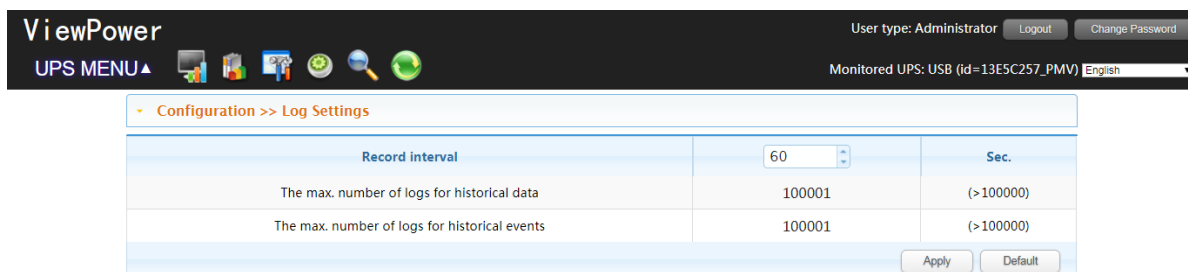 ViewPower
User type: Administrator Logout Change Password
UPS MENU▲
Monitored UPS: USB (id=13E5C257_PMV) English
Configuration >> Log Settings
Record interval 60 Sec.
The max. number of logs for historical data 100001 (>100000)
The max. number of logs for historical events 100001 (>100000)
Apply Default